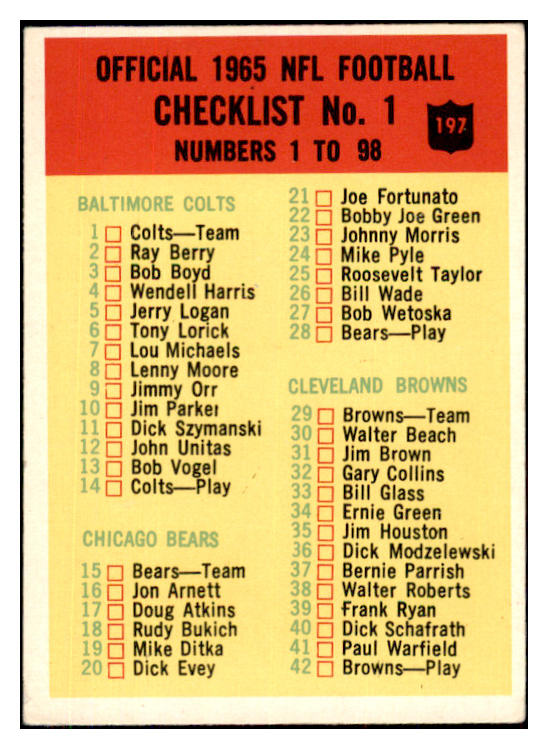 OFFICIAL 1965 NFL FOOTBALL
CHECKLIST No. 1
197
NUMBERS 1 TO 98
BALTIMORE COLTS
1 Colts—Team
2 Ray Berry
3 Bob Boyd
4 Wendell Harris
5 Jerry Logan
6 Tony Lorick
7 Lou Michaels
8 Lenny Moore
9 Jimmy Orr
10 Jim Parker
11 Dick Szymanski
12 John Unitas
13 Bob Vogel
14 Colts—Play
CHICAGO BEARS
15 Bears—Team
16 Jon Arnett
17 Doug Atkins
18 Rudy Bukich
19 Mike Ditka
20 Dick Evey
21 Joe Fortunato
22 Bobby Joe Green
23 Johnny Morris
24 Mike Pyle
25 Roosevelt Taylor
26 Bill Wade
27 Bob Wetoska
28 Bears—Play
CLEVELAND BROWNS
29 Browns—Team
30 Walter Beach
31 Jim Brown
32 Gary Collins
33 Bill Glass
34 Ernie Green
35 Jim Houston
36 Dick Modzelewski
37 Bernie Parrish
38 Walter Roberts
39 Frank Ryan
40 Dick Schafrath
41 Paul Warfield
42 Browns—Play